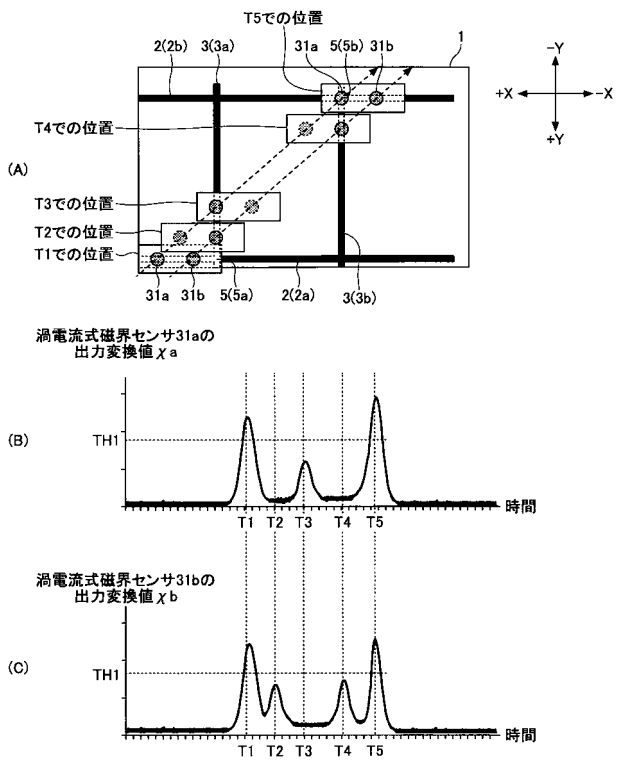 T5での位置
31a
5(5b)
31b
1
2(2b)
3(3a)
-Y
+X
-X
+Y
T4での位置
(A)
T3での位置
T2での位置
T1での位置
31a
31b
5(5a)
2(2a)
3(3b)
渦電流式磁界センサ31aの
出力変換値χa
(B)
TH1
T1 T2 T3 T4 T5
時間
渦電流式磁界センサ31bの
出力変換値χb
(C)
TH1
T1 T2 T3 T4 T5
時間